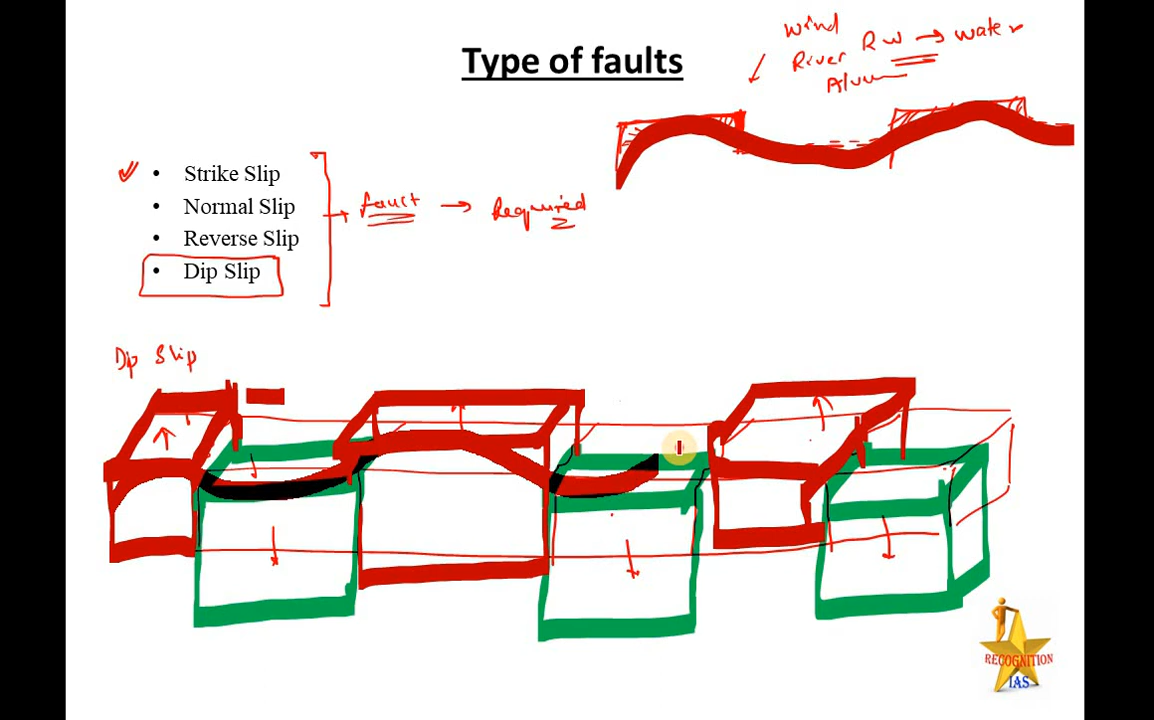 Type of faults
wind
River RW → water
• Strike Slip
• Normal Slip
• Reverse Slip
• Dip Slip
fauct → Required
Dip Slip
RECOGNITION
IAS